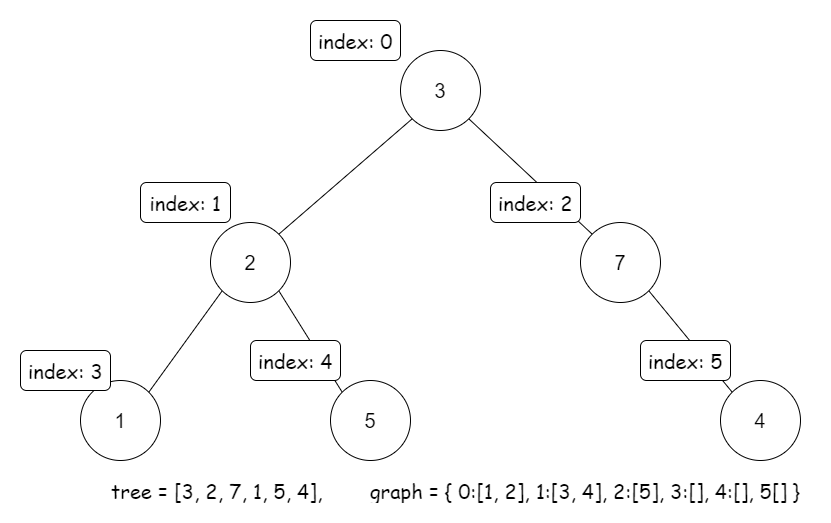 index: 0
3
index: 1
index: 2
2
7
index: 3
index: 4
index: 5
1
5
4
tree = [3, 2, 7, 1, 5, 4],
graph = { 0:[1, 2], 1:[3, 4], 2:[5], 3:[], 4:[], 5[] }